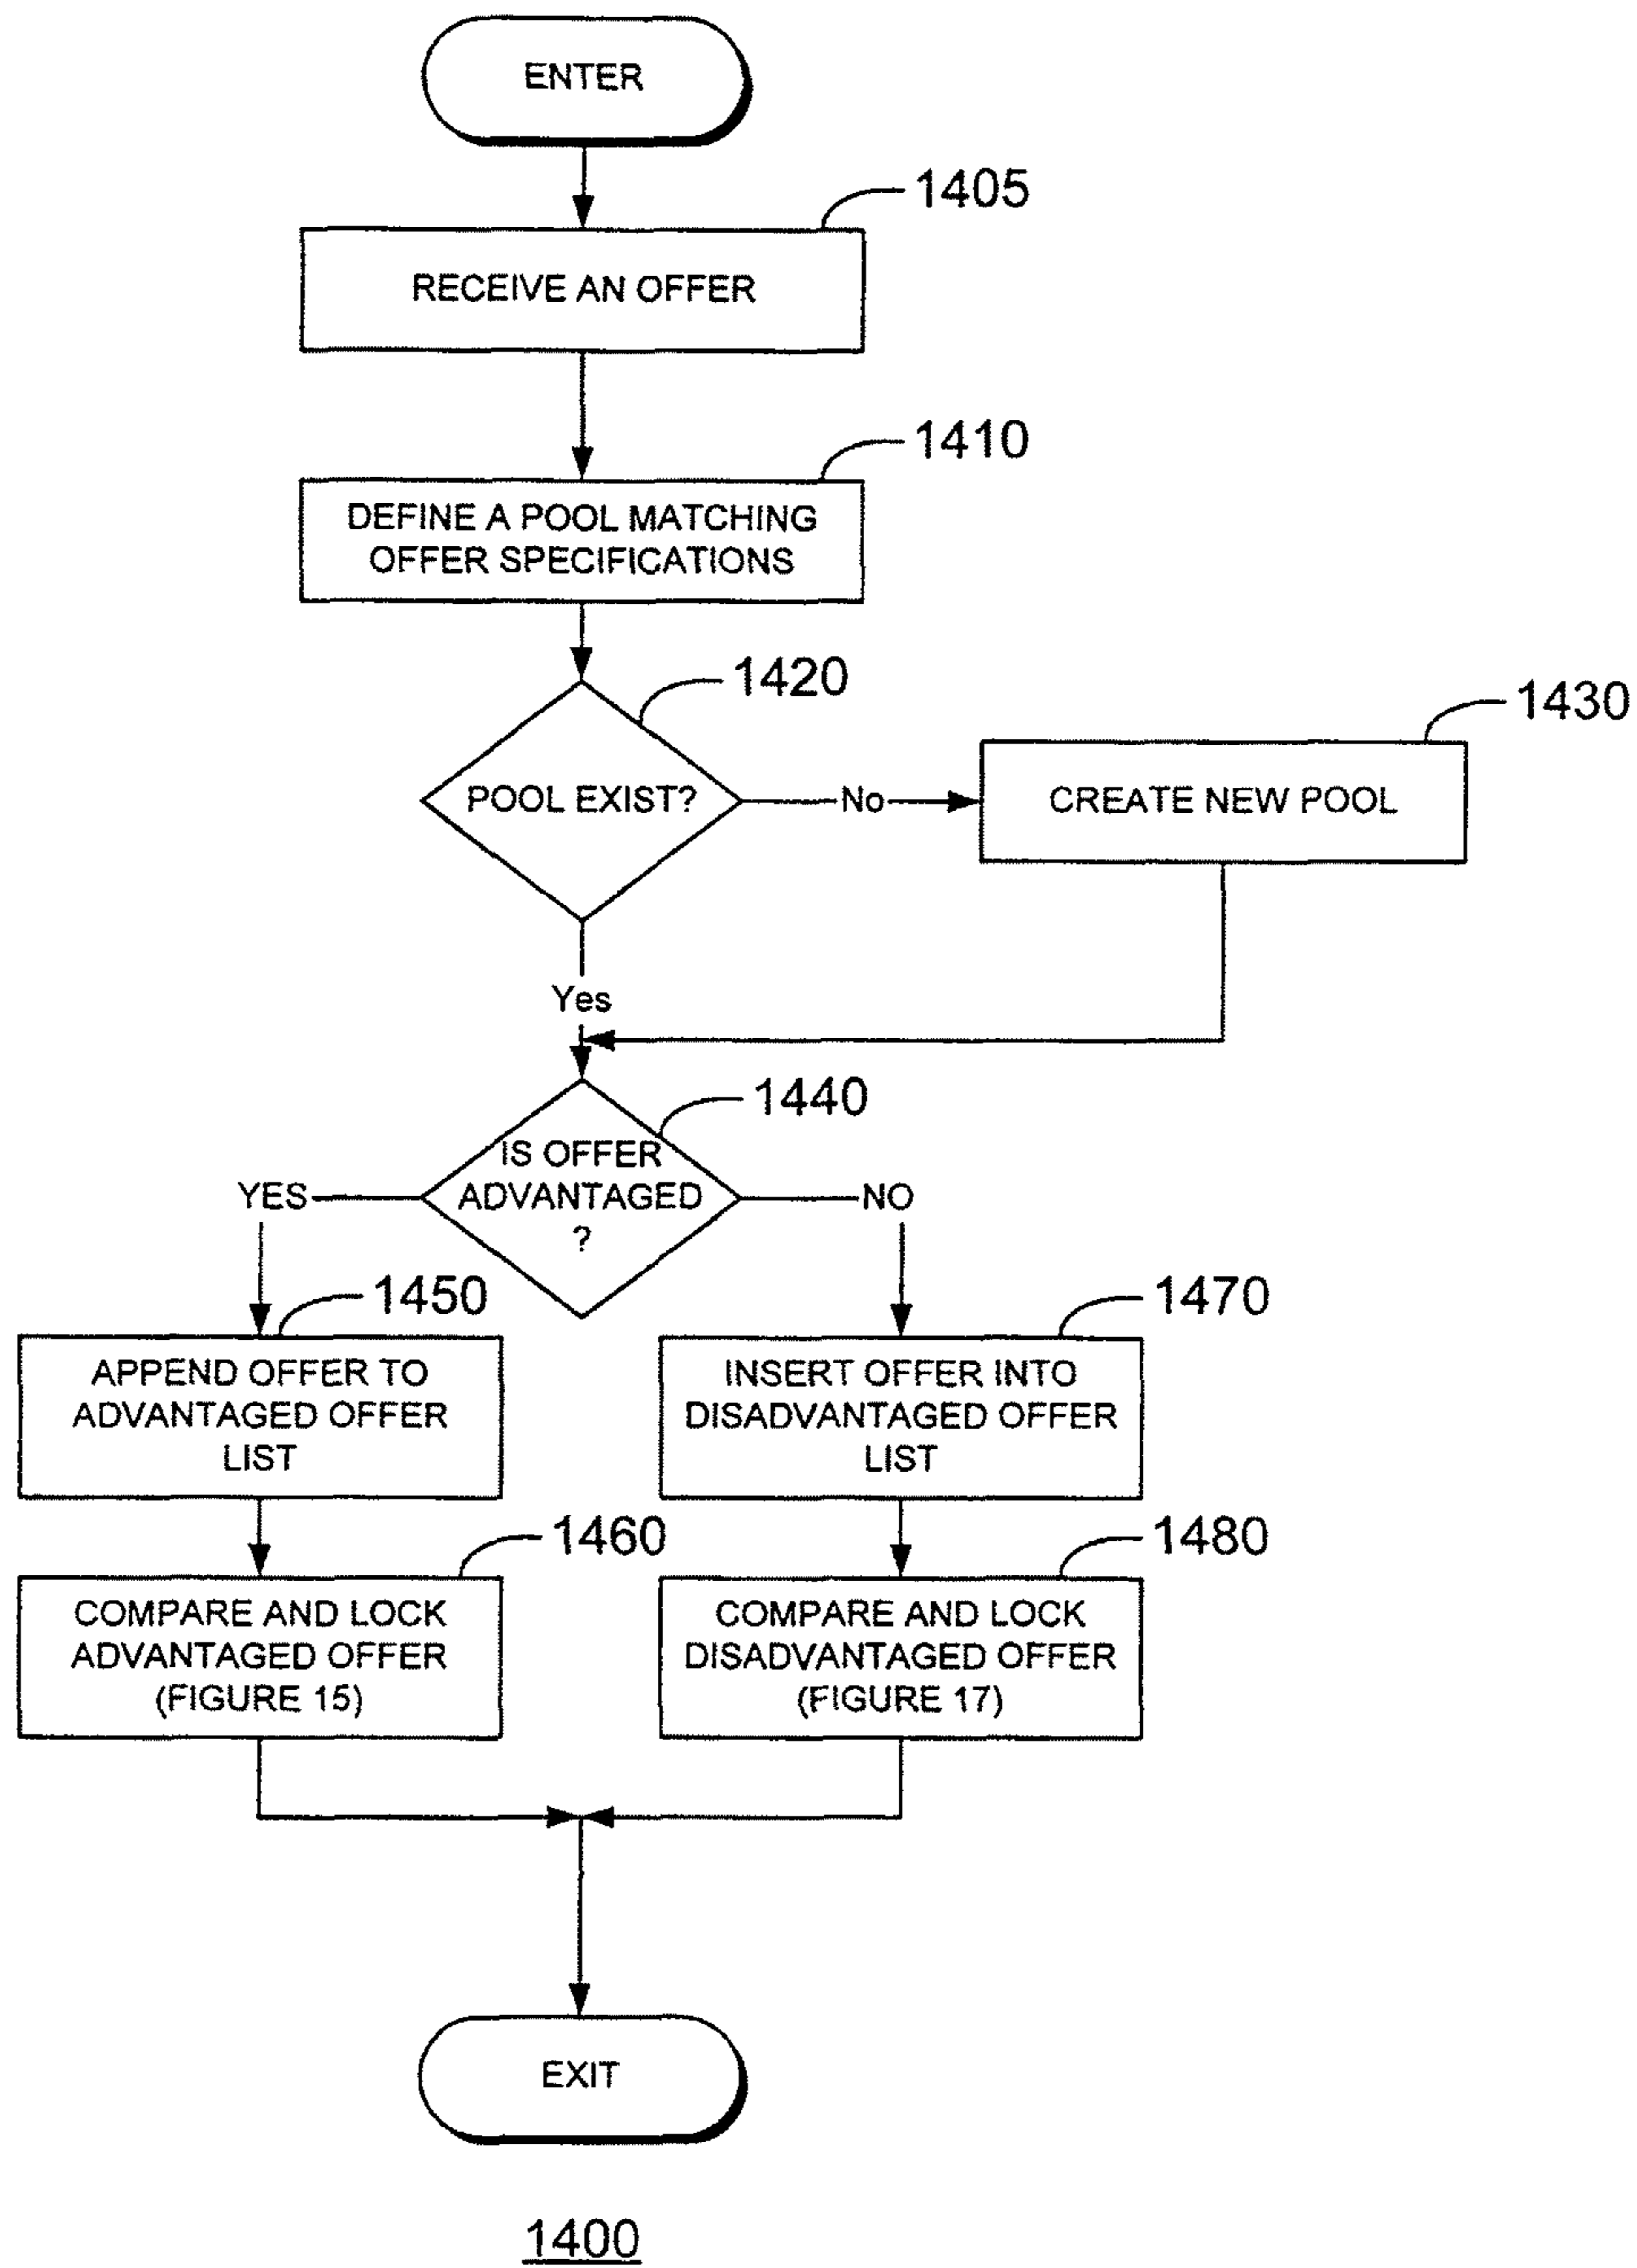 ENTER
1405
RECEIVE AN OFFER
1410
DEFINE A POOL MATCHING
OFFER SPECIFICATIONS
1420
POOL EXIST?
No
1430
CREATE NEW POOL
Yes
1440
IS OFFER
ADVANTAGED
?
YES
NO
1450
APPEND OFFER TO
ADVANTAGED OFFER
LIST
1470
INSERT OFFER INTO
DISADVANTAGED OFFER
LIST
1460
COMPARE AND LOCK
ADVANTAGED OFFER
(FIGURE 15)
1480
COMPARE AND LOCK
DISADVANTAGED OFFER
(FIGURE 17)
EXIT
1400